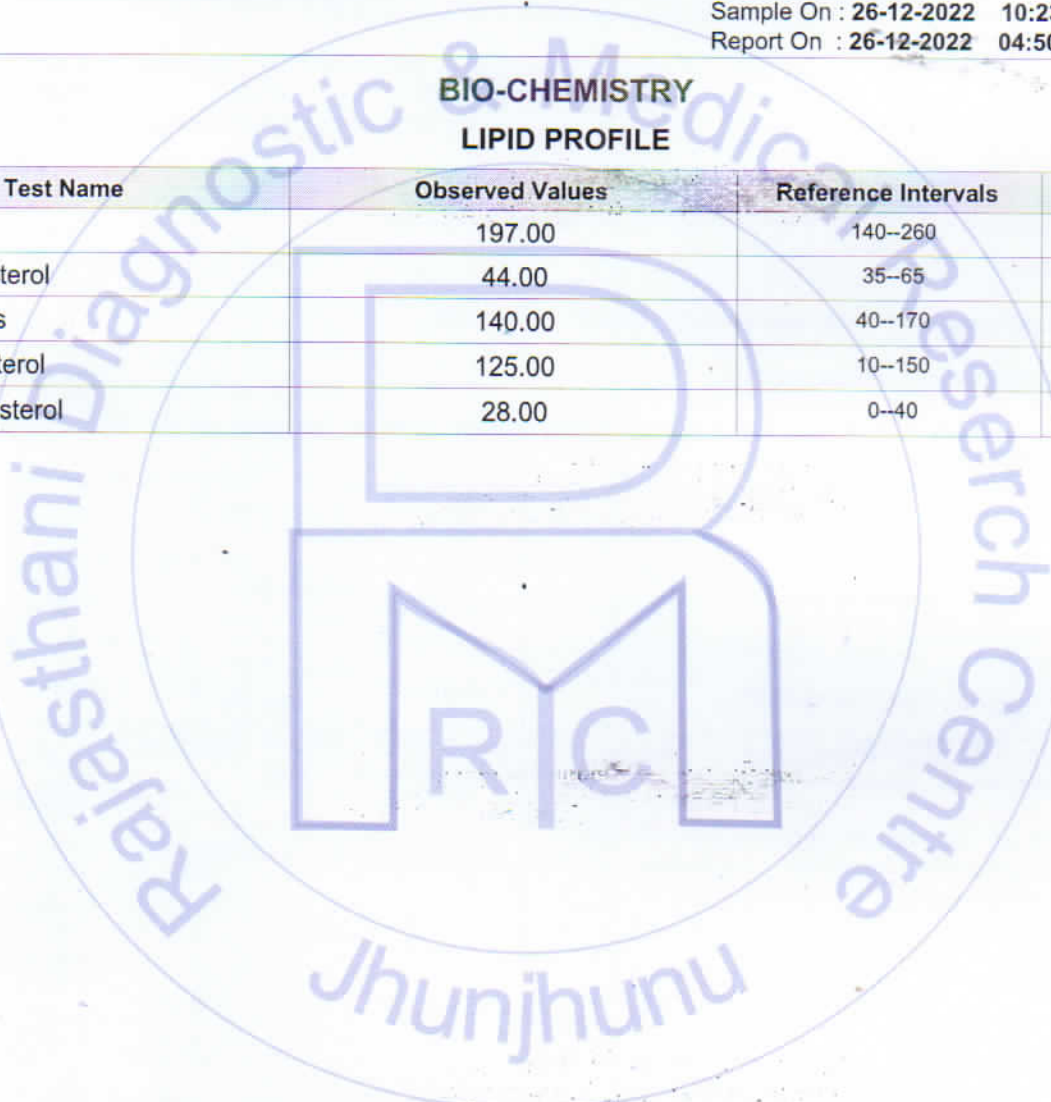 Sample On : 26-12-2022 10:2
Report On : 26-12-2022 04:50
BIO-CHEMISTRY
LIPID PROFILE
Test Name Observed Values Reference Intervals
197.00 140--260
terol 44.00 35--65
s 140.00 40--170
terol 125.00 10--150
sterol 28.00 0--40
Rajasthani Diagnostic & Medical Reserch Centre
R C
Jhunjhunu